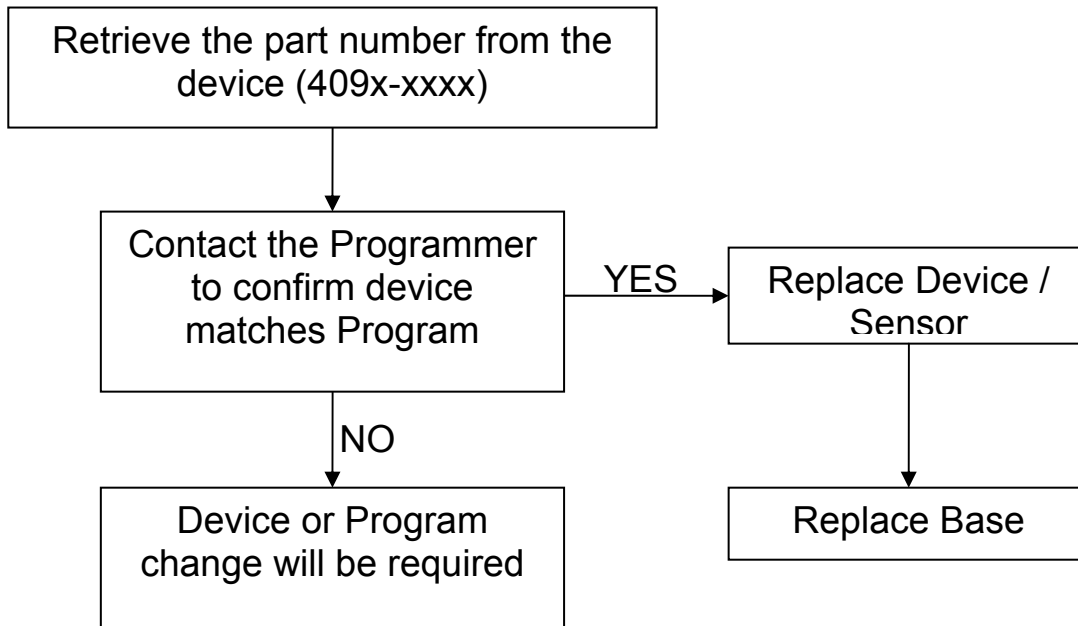 Retrieve the part number from the
device (409x-xxxx)
Contact the Programmer
to confirm device
matches Program
YES
Replace Device /
Sensor
NO
Device or Program
change will be required
Replace Base